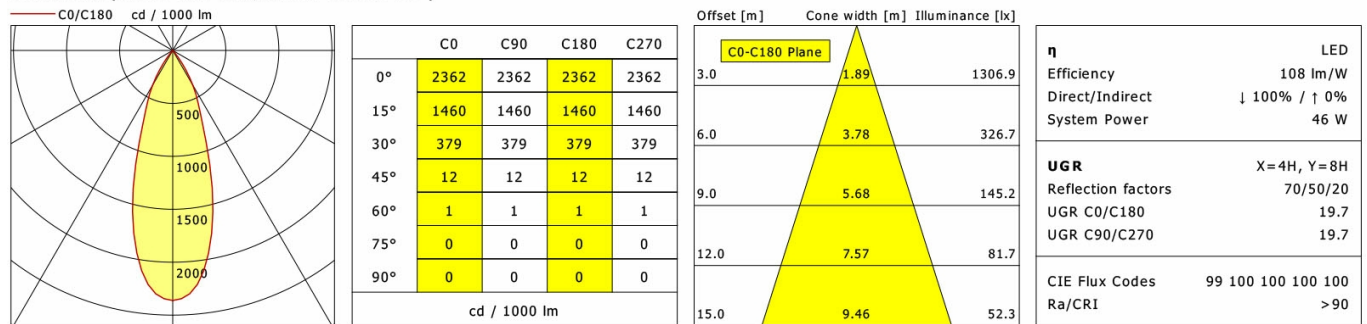 C0/C180 cd / 1000 lm
500
1000
1500
2000
C0 C90 C180 C270
0° 2362 2362 2362 2362
15° 1460 1460 1460 1460
30° 379 379 379 379
45° 12 12 12 12
60° 1 1 1 1
75° 0 0 0 0
90° 0 0 0 0
cd / 1000 lm
Offset [m] Cone width [m] Illuminance [lx]
C0-C180 Plane
3.0 1.89 1306.9
6.0 3.78 326.7
9.0 5.68 145.2
12.0 7.57 81.7
15.0 9.46 52.3
η LED
Efficiency 108 lm/W
Direct/Indirect ↓ 100% / ↑ 0%
System Power 46 W
UGR X=4H, Y=8H
Reflection factors 70/50/20
UGR C0/C180 19.7
UGR C90/C270 19.7
CIE Flux Codes 99 100 100 100 100
Ra/CRI >90